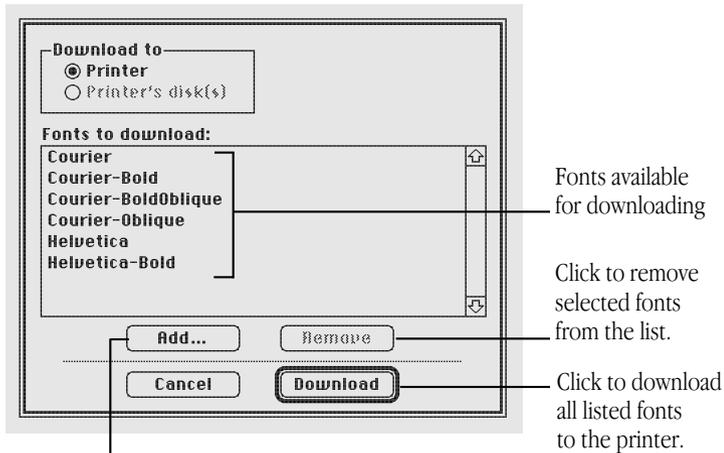 Download to
Printer
Printer's disk(s)
Fonts to download:
Courier
Courier-Bold
Courier-BoldOblique
Courier-Oblique
Helvetica
Helvetica-Bold
Add...
Remove
Cancel
Download
Fonts available
for downloading
Click to remove
selected fonts
from the list.
Click to download
all listed fonts
to the printer.